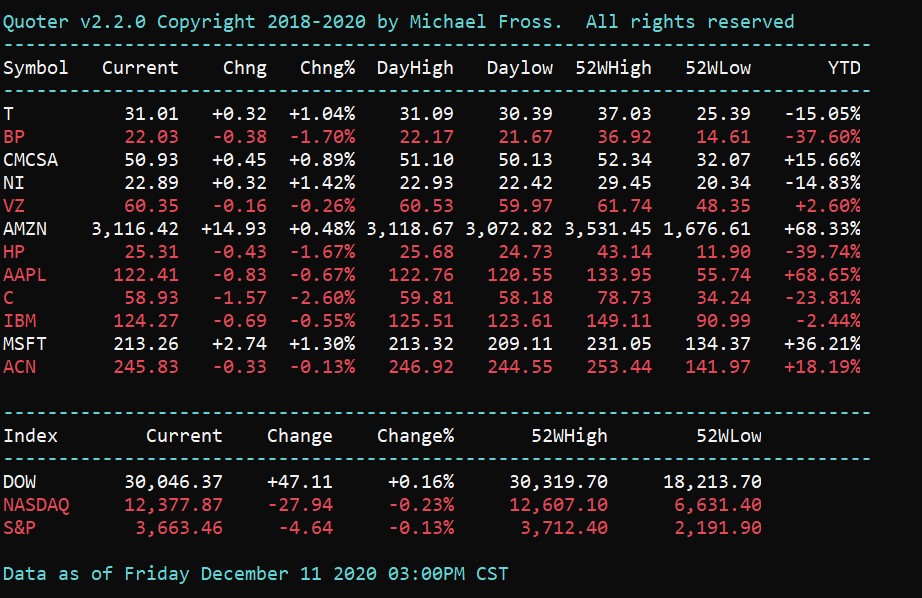 Quoter v2.2.0 Copyright 2018-2020 by Michael Fross.  All rights reserved
-------------------------------------------------------------------------------
Symbol   Current    Chng   Chng% DayHigh   Daylow  52WHigh   52WLow       YTD
-------------------------------------------------------------------------------
T          31.01   +0.32  +1.04%    31.09    30.39    37.03    25.39   -15.05%
BP         22.03   -0.38  -1.70%    22.17    21.67    36.92    14.61   -37.60%
CMCSA      50.93   +0.45  +0.89%    51.10    50.13    52.34    32.07   +15.66%
NI         22.89   +0.32  +1.42%    22.93    22.42    29.45    20.34   -14.83%
VZ         60.35   -0.16  -0.26%    60.53    59.97    61.74    48.35    +2.60%
AMZN    3,116.42  +14.93  +0.48% 3,118.67 3,072.82 3,531.45 1,676.61   +68.33%
HP         25.31   -0.43  -1.67%    25.68    24.73    43.14    11.90   -39.74%
AAPL      122.41   -0.83  -0.67%   122.76   120.55   133.95    55.74   +68.65%
C          58.93   -1.57  -2.60%    59.81    58.18    78.73    34.24   -23.81%
IBM       124.27   -0.69  -0.55%   125.51   123.61   149.11    90.99    -2.44%
MSFT      213.26   +2.74  +1.30%   213.32   209.11   231.05   134.37   +36.21%
ACN       245.83   -0.33  -0.13%   246.92   244.55   253.44   141.97   +18.19%
-------------------------------------------------------------------------------
Index        Current    Change    Change%       52WHigh        52WLow
-------------------------------------------------------------------------------
DOW        30,046.37    +47.11     +0.16%     30,319.70     18,213.70
NASDAQ     12,377.87    -27.94     -0.23%     12,607.10      6,631.40
S&P         3,663.46     -4.64     -0.13%      3,712.40      2,191.90
Data as of Friday December 11 2020 03:00PM CST